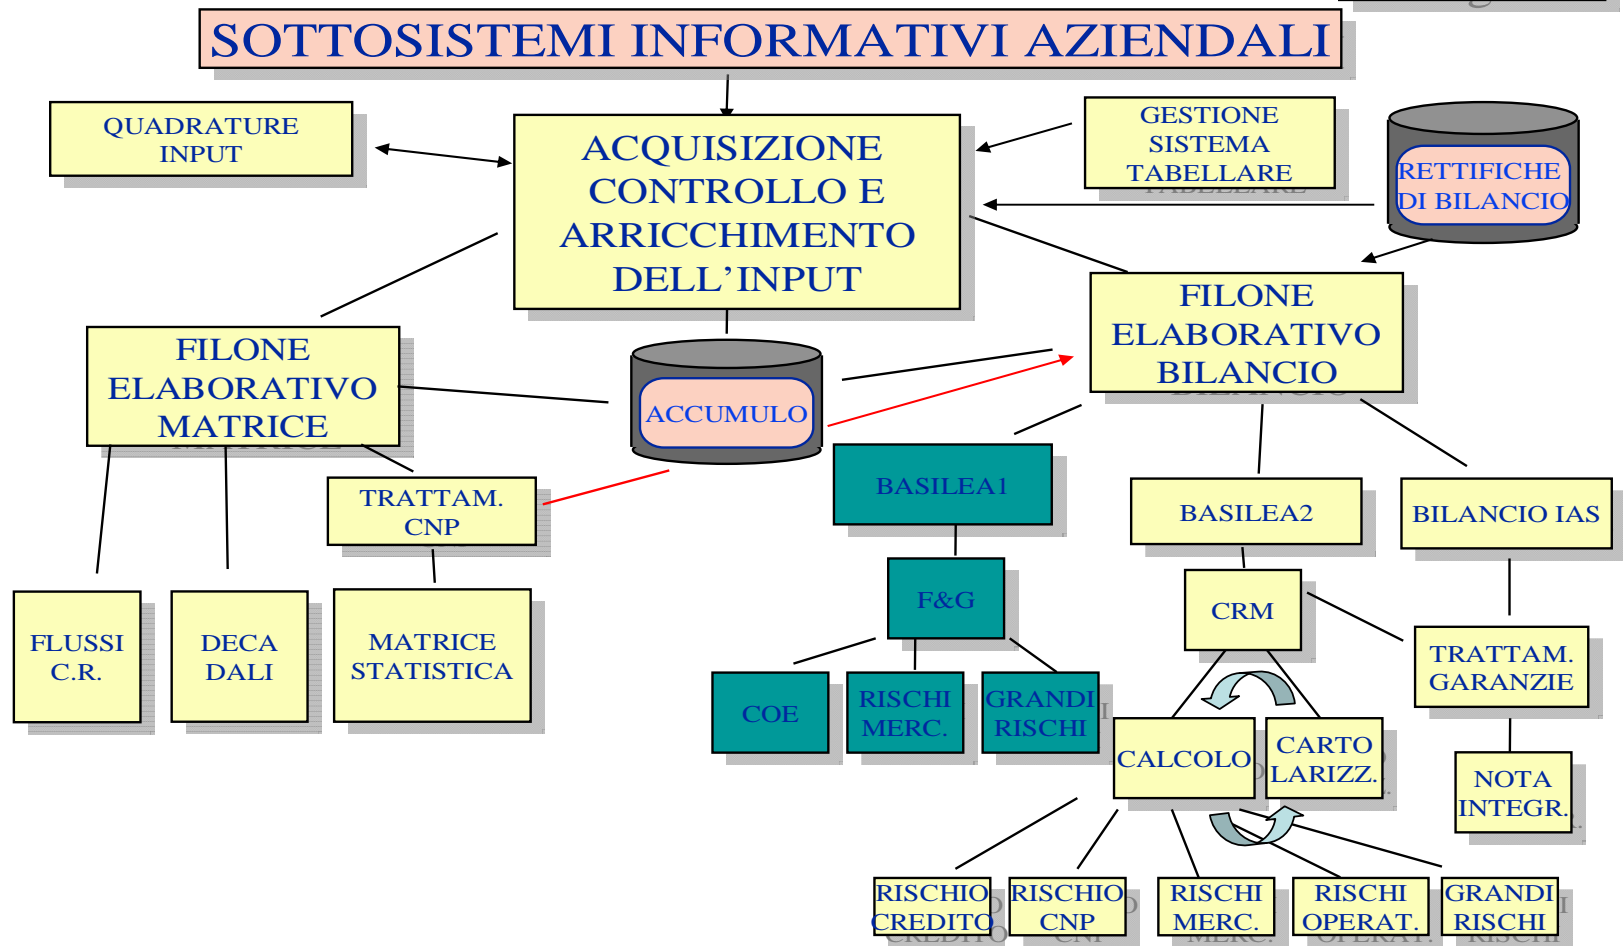 SOTTOSISTEMI INFORMATIVI AZIENDALI
QUADRATURE
INPUT
ACQUISIZIONE
CONTROLLO E
ARRICCHIMENTO
DELL'INPUT
GESTIONE
SISTEMA
TABELLARE
RETTIFICHE
DI BILANCIO
FILONE
ELABORATIVO
MATRICE
ACCUMULO
FILONE
ELABORATIVO
BILANCIO
TRATTAM.
CNP
BASILEA1
BASILEA2
BILANCIO IAS
FLUSSI
C.R.
DECA
DALI
MATRICE
STATISTICA
F&G
CRM
TRATTAM.
GARANZIE
COE
RISCHI
MERC.
GRANDI
RISCHI
CALCOLO
CARTO
LARIZZ.
NOTA
INTEGR.
RISCHIO
CREDITO
RISCHIO
CNP
RISCHI
MERC.
RISCHI
OPERAT.
GRANDI
RISCHI